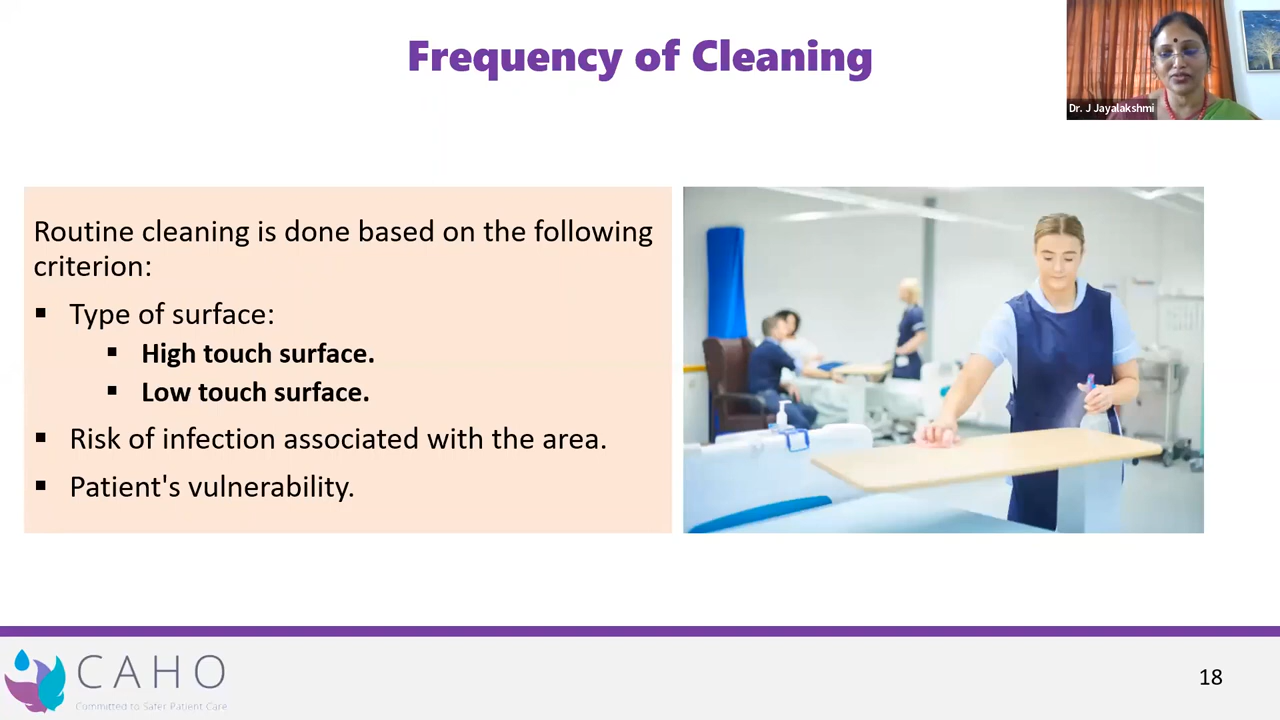 Frequency of Cleaning
Dr. J Jayalakshmi
Routine cleaning is done based on the following
criterion:
▪ Type of surface:
▪ High touch surface.
▪ Low touch surface.
▪ Risk of infection associated with the area.
▪ Patient's vulnerability.
CAHO
Committed to Safer Patient Care
18